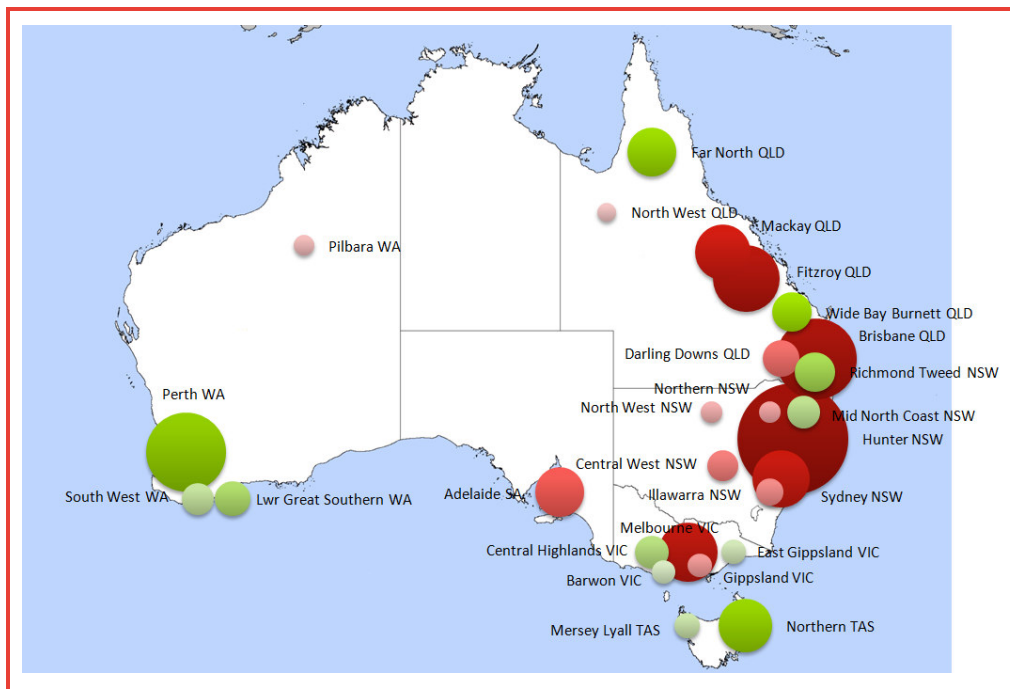 Far North QLD
North West QLD
Mackay QLD
Pilbara WA
Fitzroy QLD
Wide Bay Burnett QLD
Brisbane QLD
Darling Downs QLD
Richmond Tweed NSW
Northern NSW
Perth WA
North West NSW
Mid North Coast NSW
Hunter NSW
Central West NSW
Adelaide SA
Illawarra NSW
South West WA
Lwr Great Southern WA
Sydney NSW
Melbourne VIC
Central Highlands VIC
East Gippsland VIC
Barwon VIC
Gippsland VIC
Mersey Lyall TAS
Northern TAS